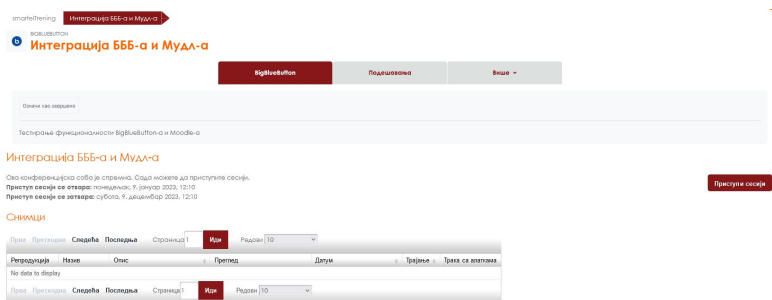 smartelTrening Интеграција БББ-а и Мудл-а
BIGBLUEBUTTON
b Интеграција БББ-а и Мудл-а
BigBlueButton Подешавања Више
Означи као завршено
Тестирање функционалности BigBlueButton-а и Moodle-а
Интеграција БББ-а и Мудл-а
Ова конференцијска соба је спремна. Сада можете да приступите сесији.
Приступ сесији се отвара: понедељак, 9. јануар 2023, 12:10
Приступи сесији
Приступ сесији се затвара: субота, 9. децембар 2023, 12:10
Снимци
Прва Претходна Следећа Последња Страница 1 Иди Редови 10
Репродукција Назив Опис Преглед Датум Трајање Трака са алаткама
No data to display
Прва Претходна Следећа Последња Страница 1 Иди Редови 10